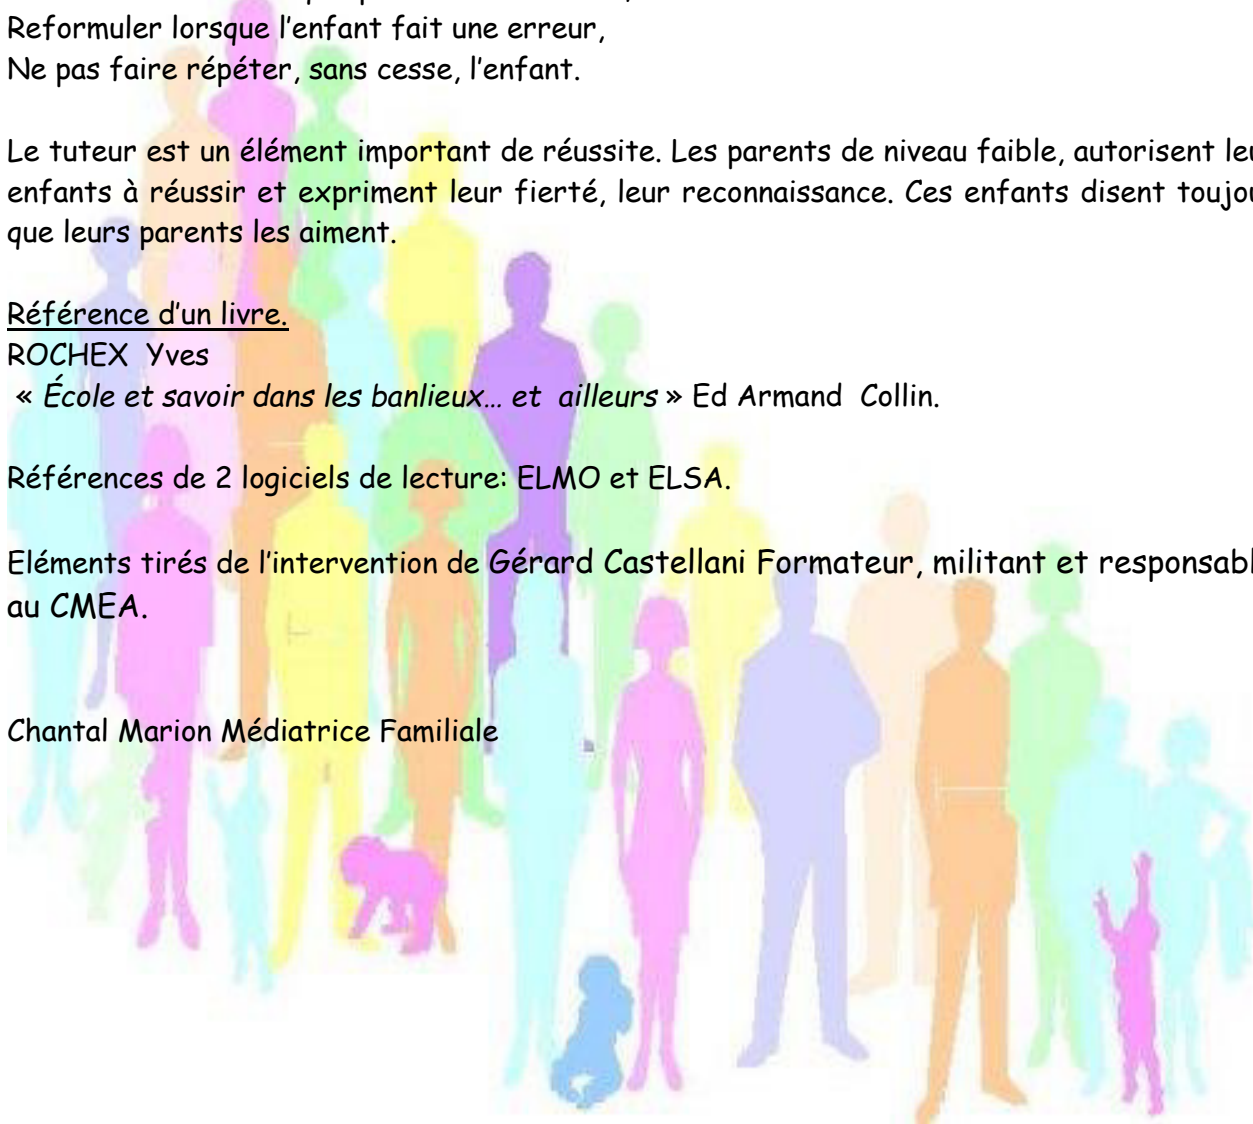 Reformuler lorsque l'enfant fait une erreur,
Ne pas faire répéter, sans cesse, l'enfant.
Le tuteur est un élément important de réussite. Les parents de niveau faible, autorisent leu
enfants à réussir et expriment leur fierté, leur reconnaissance. Ces enfants disent toujou
que leurs parents les aiment.
Référence d'un livre.
ROCHEX Yves
« École et savoir dans les banlieux… et ailleurs » Ed Armand Collin.
Références de 2 logiciels de lecture: ELMO et ELSA.
Eléments tirés de l'intervention de Gérard Castellani Formateur, militant et responsabl
au CMEA.
Chantal Marion Médiatrice Familiale